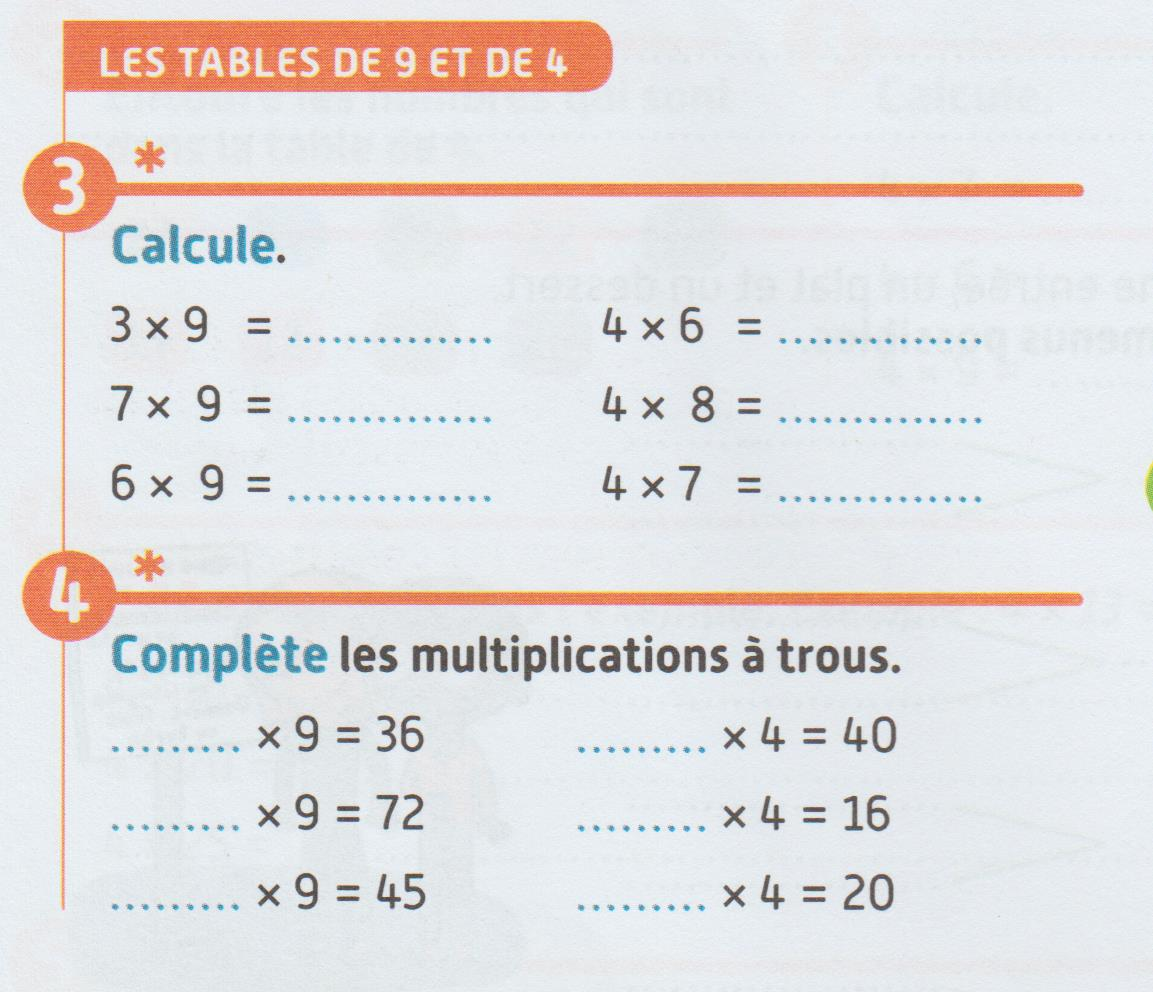 LES TABLES DE 9 ET DE 4
3 *
Calcule.
3 × 9 = ............. 4 × 6 = .............
7 × 9 = ............. 4 × 8 = .............
6 × 9 = ............. 4 × 7 = .............
4 *
Complète les multiplications à trous.
......... × 9 = 36 ......... × 4 = 40
......... × 9 = 72 ......... × 4 = 16
......... × 9 = 45 ......... × 4 = 20